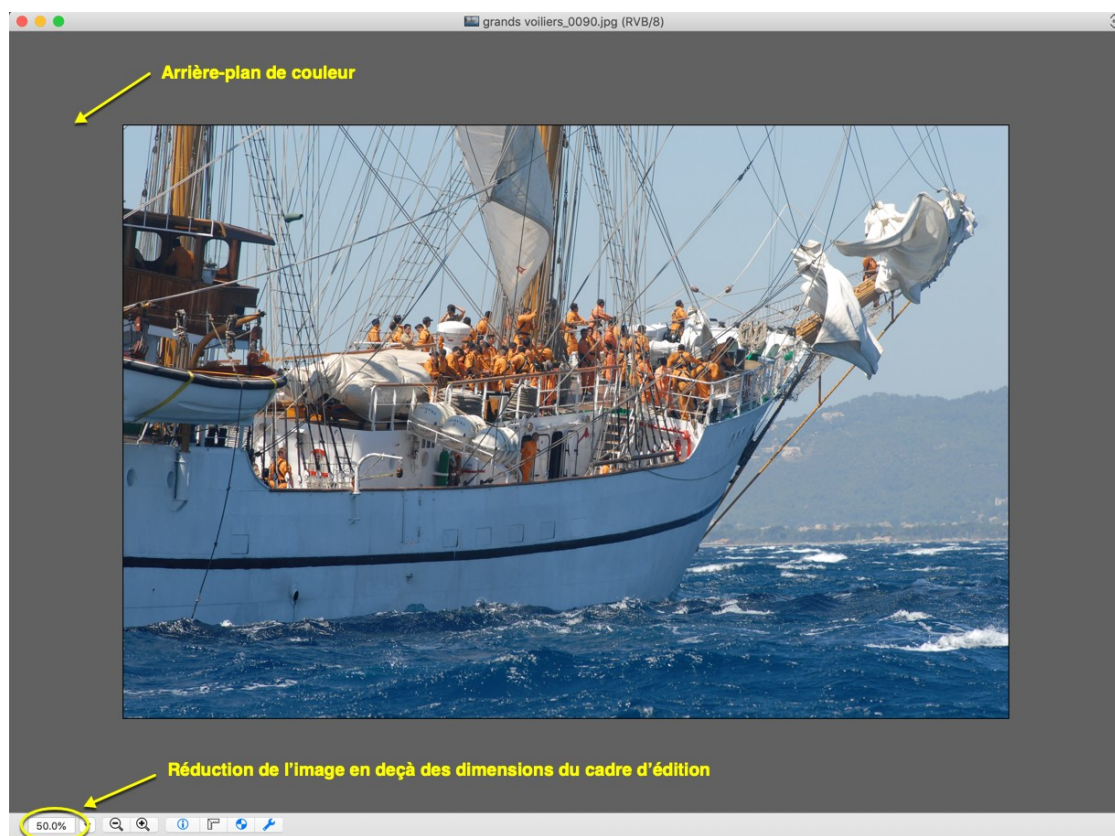 grands voiliers_0090.jpg (RVB/8)
Arrière-plan de couleur
Réduction de l'image en deçà des dimensions du cadre d'édition
50.0%